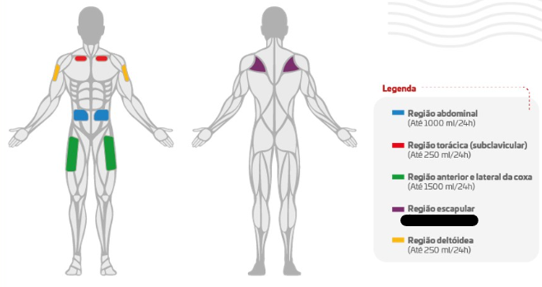 Legenda
Região abdominal
(Até 1000 ml/24h)
Região torácica (subclavicular)
(Até 250 ml/24h)
Região anterior e lateral da coxa
(Até 1500 ml/24h)
Região escapular
Região deltóidea
(Até 250 ml/24h)